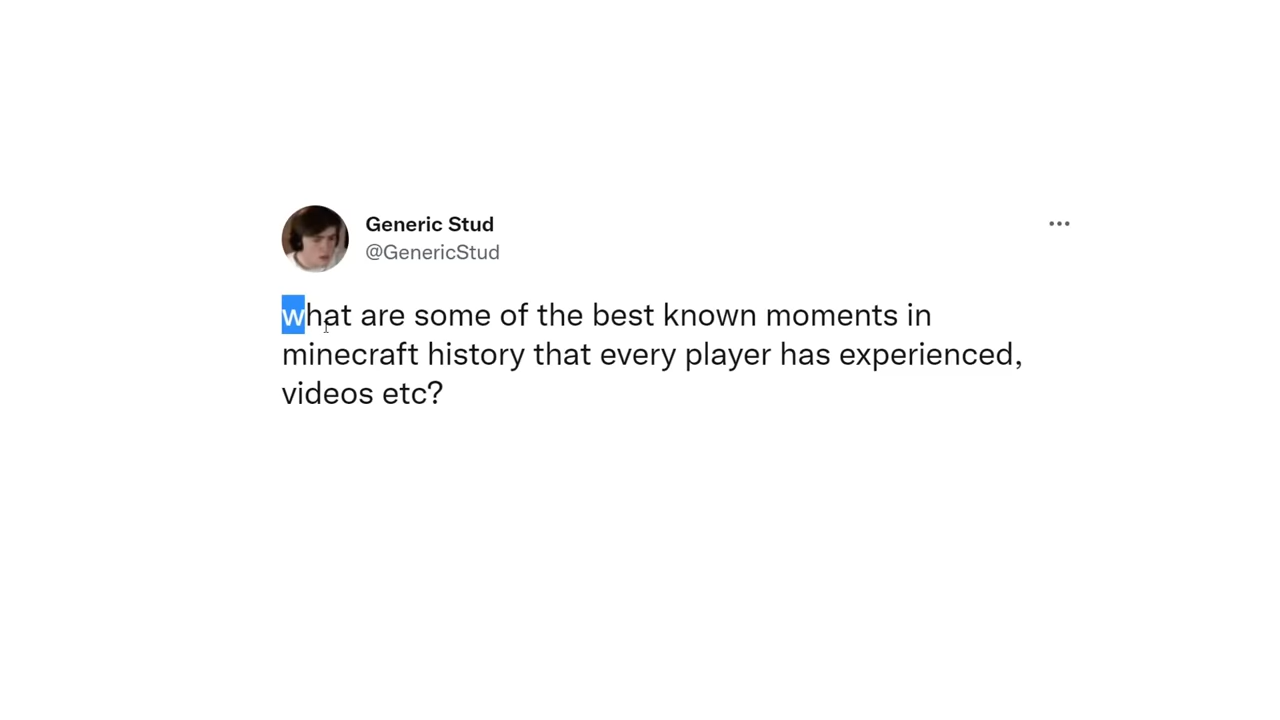 Generic Stud
@GenericStud
what are some of the best known moments in
minecraft history that every player has experienced,
videos etc?